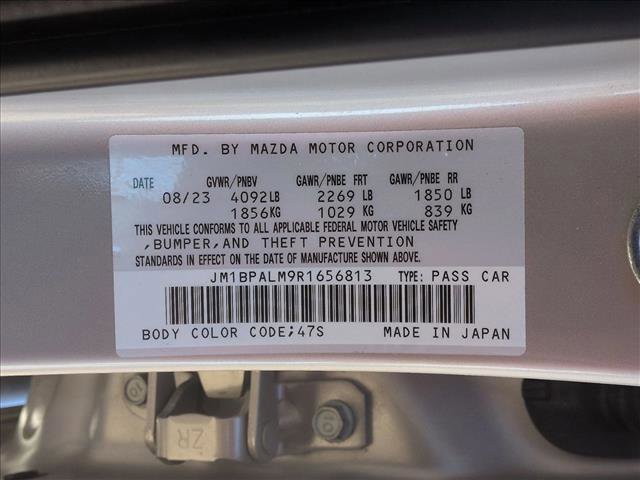 MFD. BY MAZDA MOTOR CORPORATION
DATE GVWR/PNBV GAWR/PNBE FRT GAWR/PNBE RR
08/23 4092LB 2269 LB 1850 LB
1856KG 1029 KG 839 KG
THIS VEHICLE CONFORMS TO ALL APPLICABLE FEDERAL MOTOR VEHICLE SAFETY
,BUMPER,AND THEFT PREVENTION
STANDARDS IN EFFECT ON THE DATE OF MANUFACTURE SHOWN ABOVE.
JM1BPALM9R1656813 TYPE: PASS CAR
BODY COLOR CODE;47S MADE IN JAPAN
ZR
10